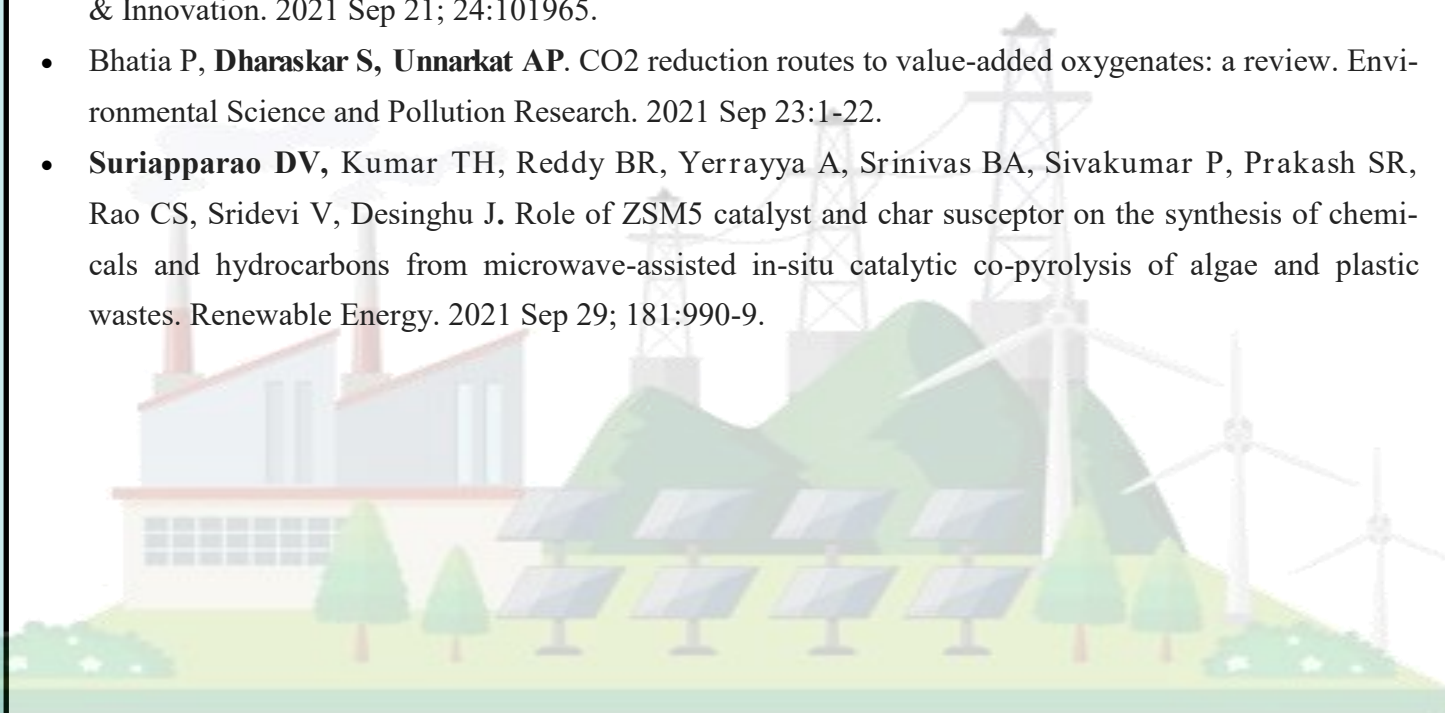 & Innovation. 2021 Sep 21; 24:101965.
• Bhatia P, Dharaskar S, Unnarkat AP. CO2 reduction routes to value-added oxygenates: a review. Envi-
ronmental Science and Pollution Research. 2021 Sep 23:1-22.
• Suriapparao DV, Kumar TH, Reddy BR, Yerrayya A, Srinivas BA, Sivakumar P, Prakash SR,
Rao CS, Sridevi V, Desinghu J. Role of ZSM5 catalyst and char susceptor on the synthesis of chemi-
cals and hydrocarbons from microwave-assisted in-situ catalytic co-pyrolysis of algae and plastic
wastes. Renewable Energy. 2021 Sep 29; 181:990-9.